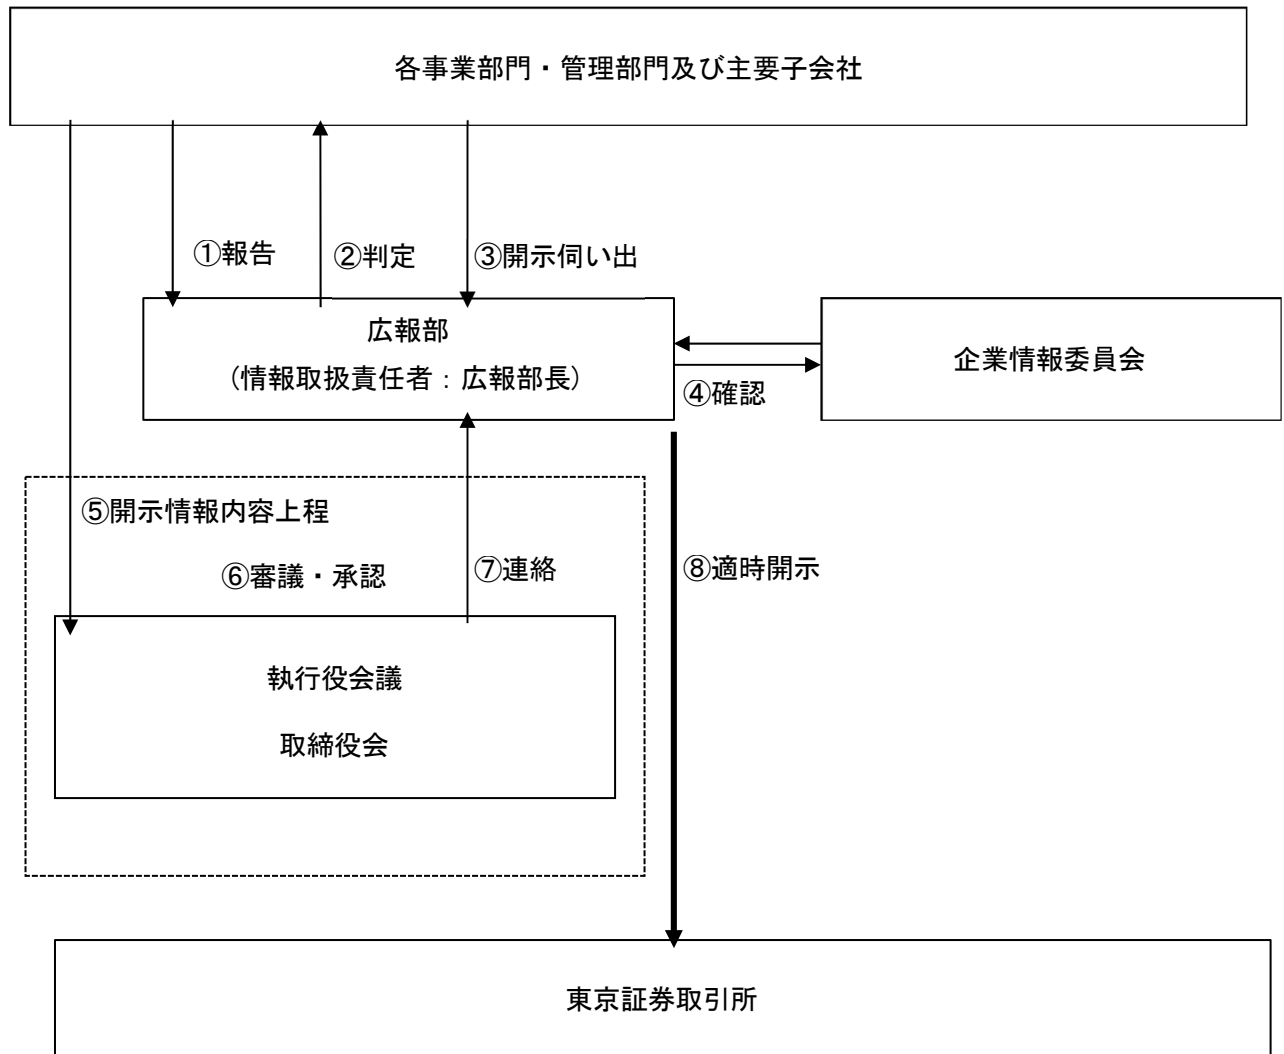 各事業部門・管理部門及び主要子会社
①報告
②判定
③開示伺い出
広報部
（情報取扱責任者：広報部長）
企業情報委員会
④確認
⑤開示情報内容上程
⑥審議・承認
⑦連絡
⑧適時開示
執行役会議
取締役会
東京証券取引所